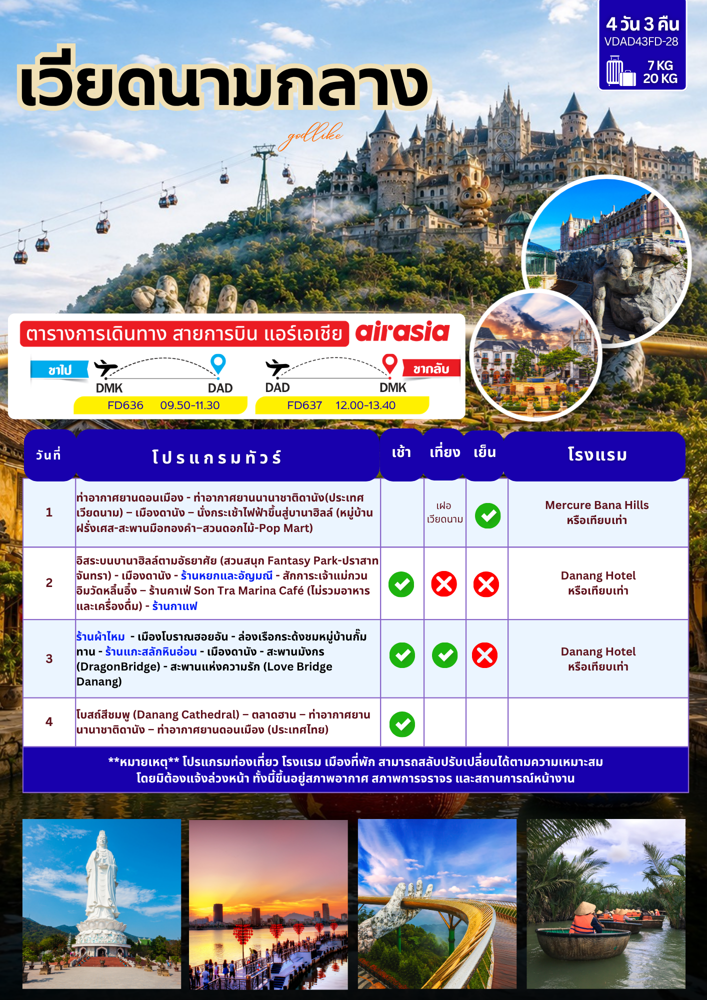 4 วัน 3 คืน
VDAD43FD-28
7 KG
20 KG
เวียดนามกลาง
godlike
ตารางการเดินทาง สายการบิน แอร์เอเชีย airasia
ขาไป
DMK
DAD
FD636 09.50-11.30
ขากลับ
DAD
DMK
FD637 12.00-13.40
วันที่ โปรแกรมทัวร์ เช้า เที่ยง เย็น โรงแรม
1
ท่าอากาศยานดอนเมือง - ท่าอากาศยานนานาชาติดานัง(ประเทศ
เวียดนาม) – เมืองดานัง – นั่งกระเช้าไฟฟ้าขึ้นสู่บานาฮิลล์ (หมู่บ้าน
ฝรั่งเศส-สะพานมือทองคำ–สวนดอกไม้-Pop Mart)
เฝอ
เวียดนาม
Mercure Bana Hills
หรือเทียบเท่า
2
อิสระบนบานาฮิลล์ตามอัธยาศัย (สวนสนุก Fantasy Park-ปราสาท
จันทรา) - เมืองดานัง - ร้านหยกและอัญมณี - สักการะเจ้าแม่กวน
อิมวัดหลิ๋นอึ๋ง – ร้านคาเฟ่ Son Tra Marina Café (ไม่รวมอาหาร
และเครื่องดื่ม) - ร้านกาแฟ
Danang Hotel
หรือเทียบเท่า
3
ร้านผ้าไหม - เมืองโบราณฮอยอัน - ล่องเรือกระด้งชมหมู่บ้านกั๊ม
ทาน - ร้านแกะสลักหินอ่อน - เมืองดานัง - สะพานมังกร
(DragonBridge) - สะพานแห่งความรัก (Love Bridge
Danang)
Danang Hotel
หรือเทียบเท่า
4
โบสถ์สีชมพู (Danang Cathedral) – ตลาดฮาน – ท่าอากาศยาน
นานาชาติดานัง – ท่าอากาศยานดอนเมือง (ประเทศไทย)
**หมายเหตุ** โปรแกรมท่องเที่ยว โรงแรม เมืองที่พัก สามารถสลับปรับเปลี่ยนได้ตามความเหมาะสม
โดยมิต้องแจ้งล่วงหน้า ทั้งนี้ขึ้นอยู่สภาพอากาศ สภาพการจราจร และสถานการณ์หน้างาน